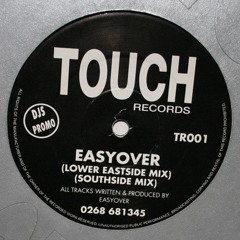 TOUCH
RECORDS
DJS
PROMO
TR001
EASYOVER
(LOWER EASTSIDE MIX)
(SOUTHSIDE MIX)
ALL TRACKS WRITTEN & PRODUCED BY
EASYOVER
0268 681345